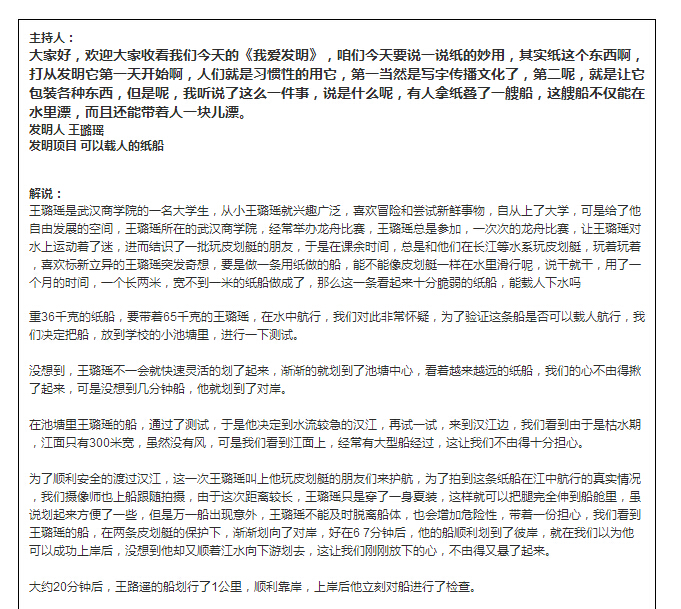 主持人：
大家好，欢迎大家收看我们今天的《我爱发明》，咱们今天要说一说纸的妙用，其实纸这个东西啊，
打从发明它第一天开始啊，人们就是习惯性的用它，第一当然是写字传播文化了，第二呢，就是让它
包装各种东西，但是呢，我听说了这么一件事，说是什么呢，有人拿纸叠了一艘船，这艘船不仅能在
水里漂，而且还能带着人一块儿漂。
发明人 王璐瑶
发明项目 可以载人的纸船
解说：
王璐瑶是武汉商学院的一名大学生，从小王璐瑶就兴趣广泛，喜欢冒险和尝试新鲜事物，自从上了大学，可是给了他
自由发展的空间，王璐瑶所在的武汉商学院，经常举办龙舟比赛，王璐瑶总是参加，一次次的龙舟比赛，让王璐瑶对
水上运动着了迷，进而结识了一批玩皮划艇的朋友，于是在课余时间，总是和他们在长江等水系玩皮划艇，玩着玩着
，喜欢标新立异的王璐瑶突发奇想，要是做一条用纸做的船，能不能像皮划艇一样在水里滑行呢，说干就干，用了一
个月的时间，一个长两米，宽不到一米的纸船做成了，那么这一条看起来十分脆弱的纸船，能载人下水吗
重36千克的纸船，要带着65千克的王璐瑶，在水中航行，我们对此非常怀疑，为了验证这条船是否可以载人航行，我
们决定把船，放到学校的小池塘里，进行一下测试。
没想到，王璐瑶不一会就快速灵活的划了起来，渐渐的就划到了池塘中心，看着越来越远的纸船，我们的心不由得揪
了起来，可是没想到几分钟船，他就划到了对岸。
在池塘里王璐瑶的船，通过了测试，于是他决定到水流较急的汉江，再试一试，来到汉江边，我们看到由于是枯水期
，江面只有300米宽，虽然没有风，可是我们看到江面上，经常有大型船经过，这让我们不由得十分担心。
为了顺利安全的渡过汉江，这一次王璐瑶叫上他玩皮划艇的朋友们来护航，为了拍到这条纸船在江中航行的真实情况
，我们摄像师也上船跟随拍摄，由于这次距离较长，王璐瑶只是穿了一身夏装，这样就可以把腿完全伸到船舱里，虽
说划起来方便了一些，但是万一船出现意外，王璐瑶不能及时脱离船体，也会增加危险性，带着一份担心，我们看到
王璐瑶的船，在两条皮划艇的保护下，渐渐划向了对岸，好在6 7分钟后，他的船顺利划到了彼岸，就在我们以为他
可以成功上岸后，没想到他却又顺着江水向下游划去，这让我们刚刚放下的心，不由得又悬了起来。
大约20分钟后，王路遥的船划行了1公里，顺利靠岸，上岸后他立刻对船进行了检查。